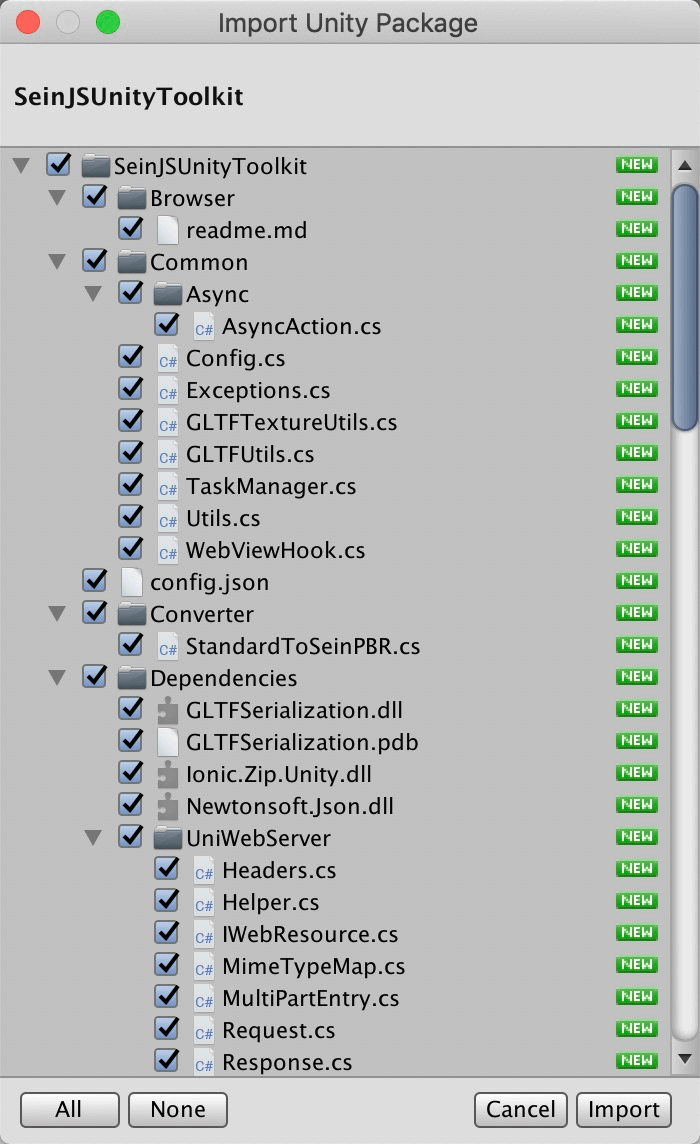 Import Unity Package
SeinJSUnityToolkit
SeinJSUnityToolkit NEW
Browser NEW
readme.md NEW
Common NEW
Async NEW
C# AsyncAction.cs NEW
C# Config.cs NEW
C# Exceptions.cs NEW
C# GLTFTextureUtils.cs NEW
C# GLTFUtils.cs NEW
C# TaskManager.cs NEW
C# Utils.cs NEW
C# WebViewHook.cs NEW
config.json NEW
Converter NEW
C# StandardToSeinPBR.cs NEW
Dependencies NEW
GLTFSerialization.dll NEW
GLTFSerialization.pdb NEW
Ionic.Zip.Unity.dll NEW
Newtonsoft.Json.dll NEW
UniWebServer NEW
C# Headers.cs NEW
C# Helper.cs NEW
C# IWebResource.cs NEW
C# MimeTypeMap.cs NEW
C# MultiPartEntry.cs NEW
C# Request.cs NEW
C# Response.cs NEW
All None Cancel Import